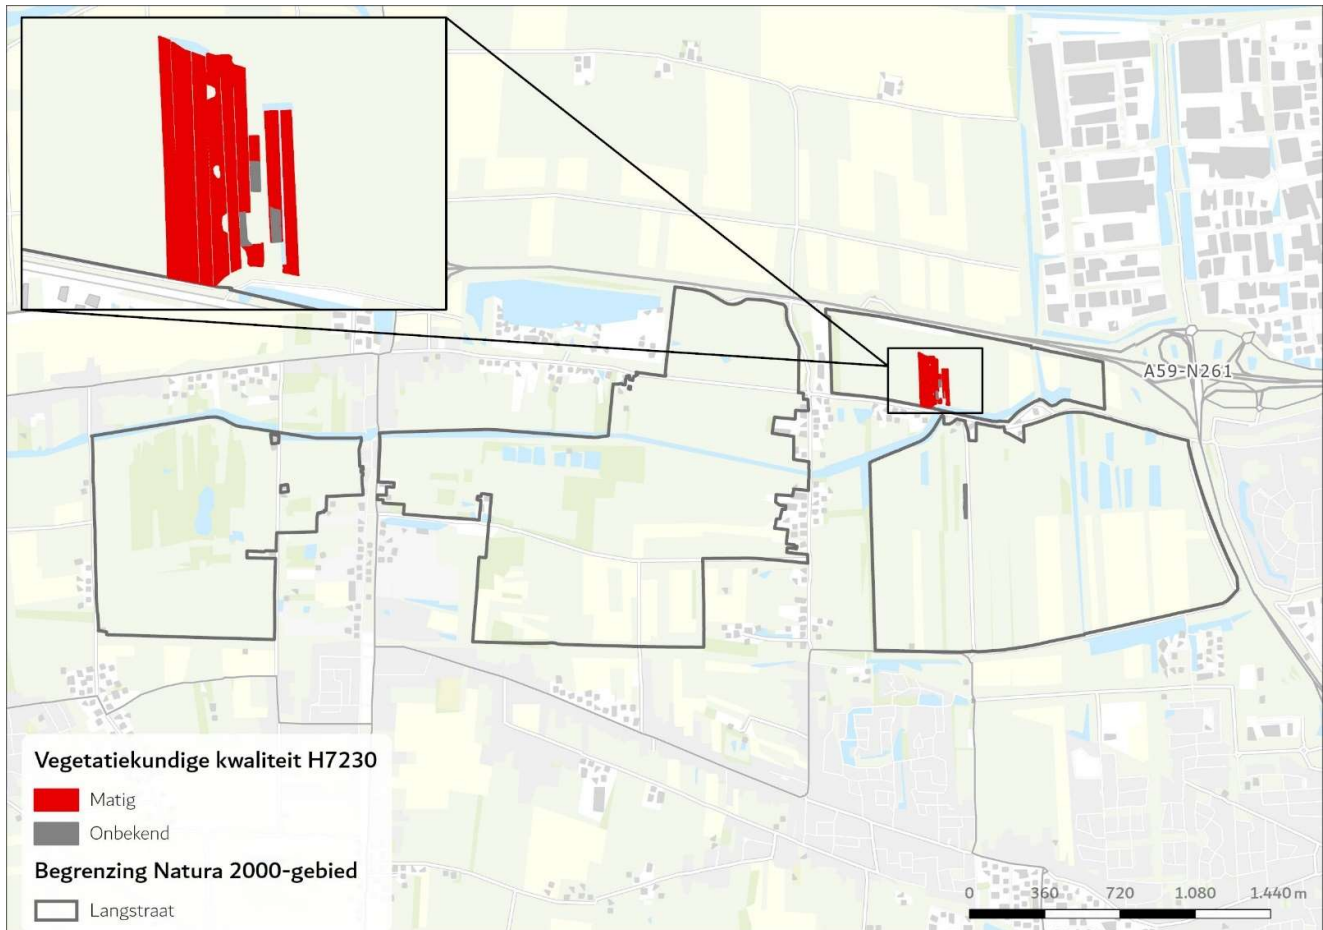 A59-N261
Vegetatiekundige kwaliteit H7230
Matig
Onbekend
Begrenzing Natura 2000-gebied
Langstraat
0 360 720 1.080 1.440 m